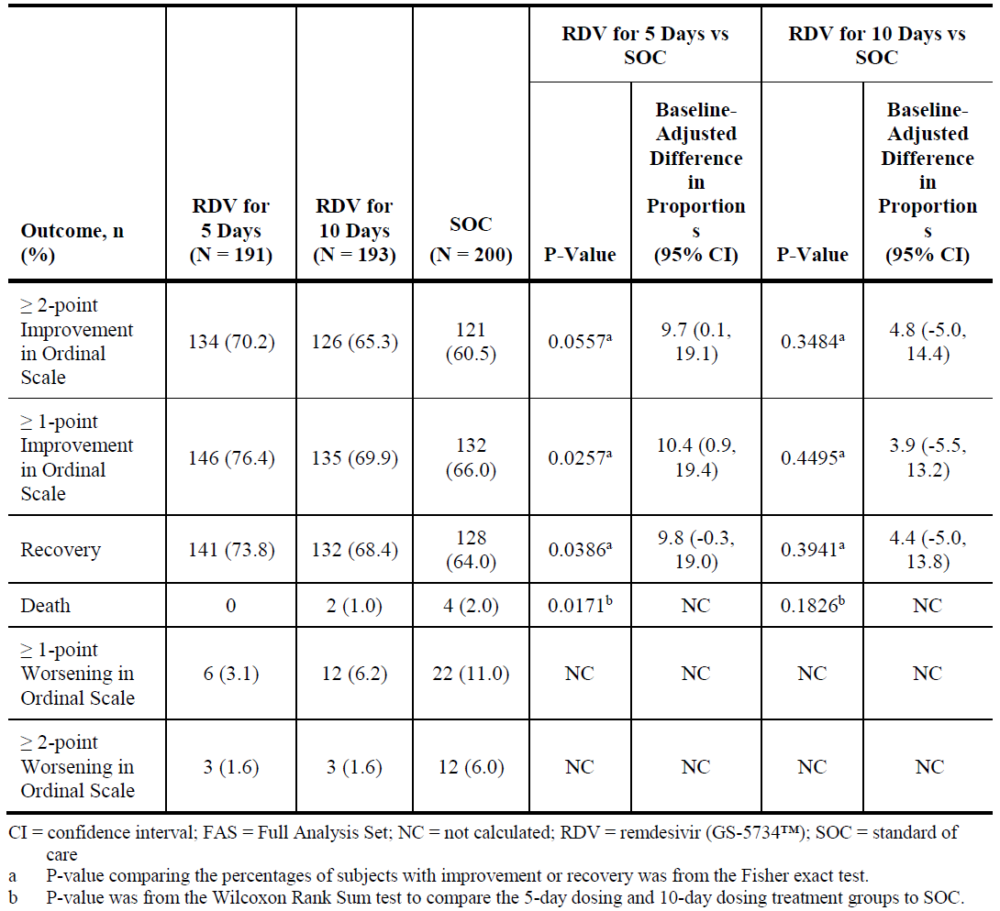 RDV for 5 Days vs
SOC
RDV for 10 Days vs
SOC
Outcome, n
(%)
RDV for
5 Days
(N = 191)
RDV for
10 Days
(N = 193)
SOC
(N = 200)
P-Value
Baseline-
Adjusted
Difference
in
Proportion
s
(95% CI)
P-Value
Baseline-
Adjusted
Difference
in
Proportion
s
(95% CI)
≥ 2-point
Improvement
in Ordinal
Scale
134 (70.2)
126 (65.3)
121
(60.5)
0.0557a
9.7 (0.1,
19.1)
0.3484a
4.8 (-5.0,
14.4)
≥ 1-point
Improvement
in Ordinal
Scale
146 (76.4)
135 (69.9)
132
(66.0)
0.0257a
10.4 (0.9,
19.4)
0.4495a
3.9 (-5.5,
13.2)
Recovery
141 (73.8)
132 (68.4)
128
(64.0)
0.0386a
9.8 (-0.3,
19.0)
0.3941a
4.4 (-5.0,
13.8)
Death
0
2 (1.0)
4 (2.0)
0.0171b
NC
0.1826b
NC
≥ 1-point
Worsening in
Ordinal Scale
6 (3.1)
12 (6.2)
22 (11.0)
NC
NC
NC
NC
≥ 2-point
Worsening in
Ordinal Scale
3 (1.6)
3 (1.6)
12 (6.0)
NC
NC
NC
NC
CI = confidence interval; FAS = Full Analysis Set; NC = not calculated; RDV = remdesivir (GS-5734™); SOC = standard of
care
a P-value comparing the percentages of subjects with improvement or recovery was from the Fisher exact test.
b P-value was from the Wilcoxon Rank Sum test to compare the 5-day dosing and 10-day dosing treatment groups to SOC.